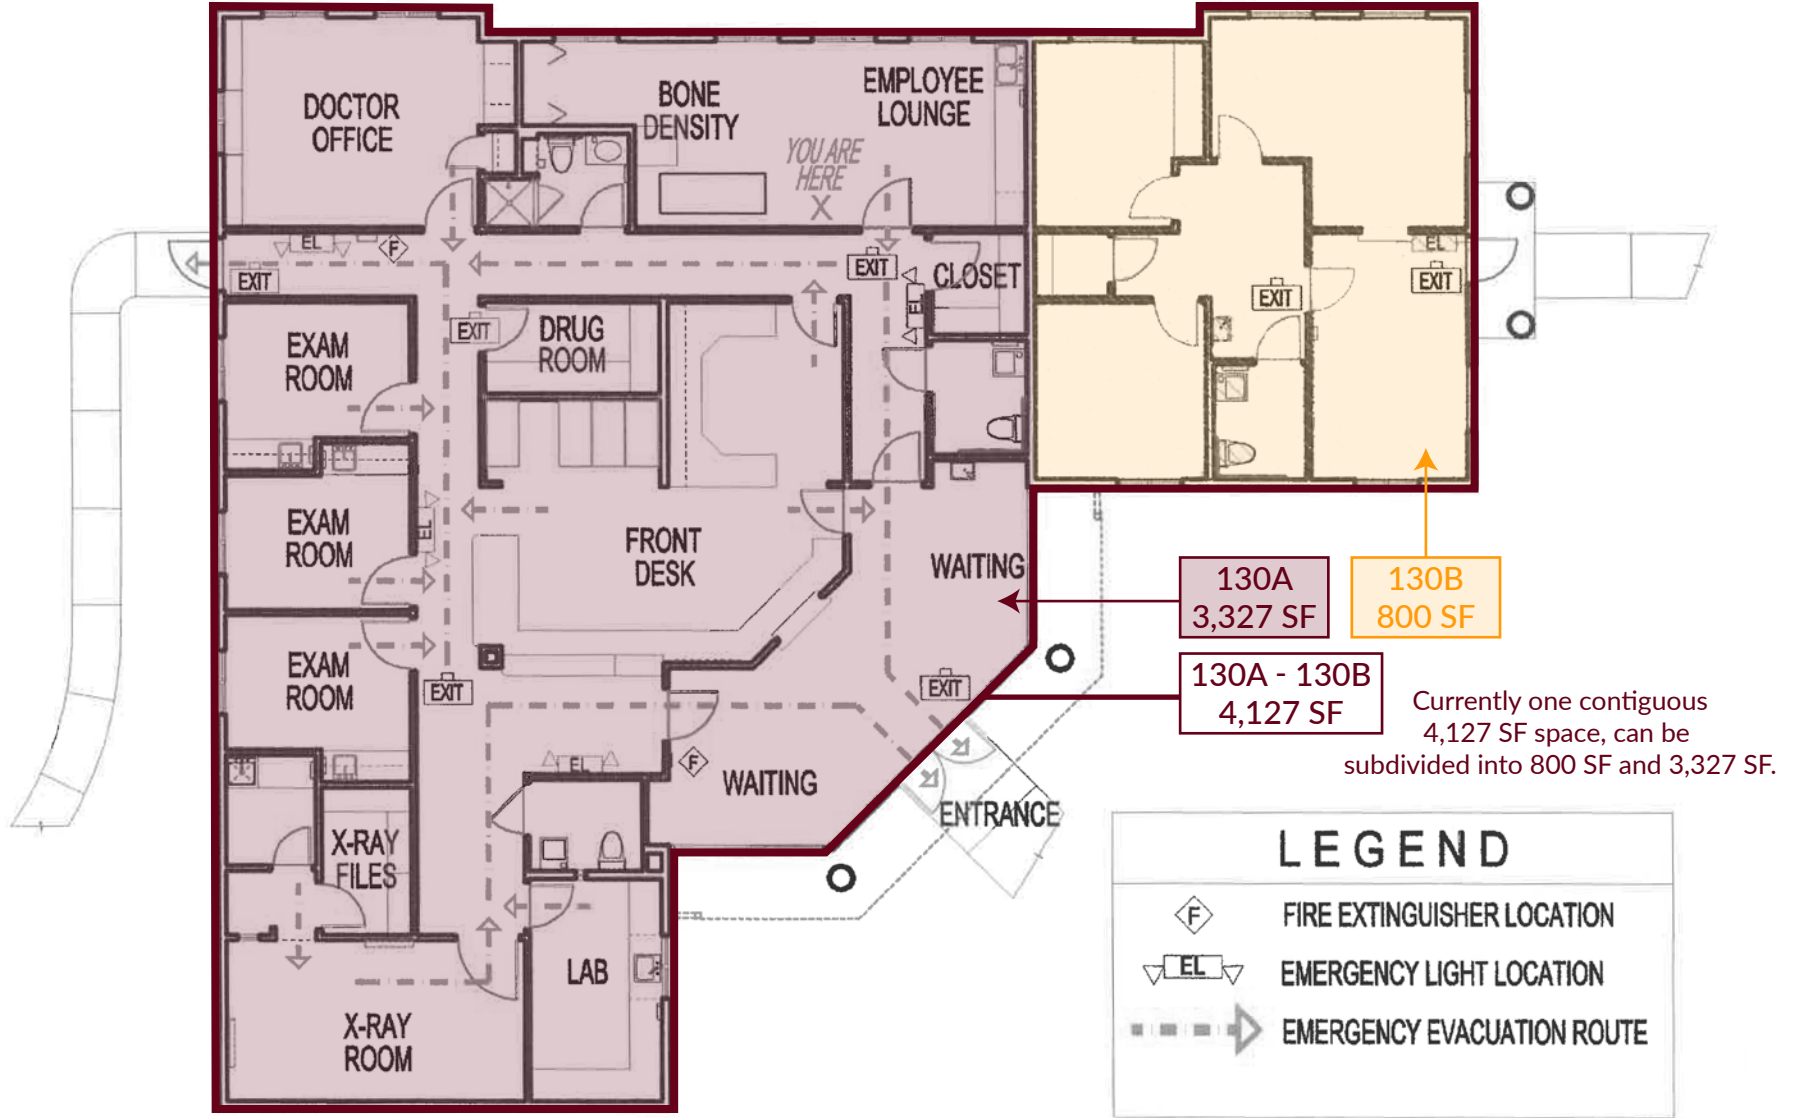 DOCTOR
OFFICE
BONE
DENSITY
EMPLOYEE
LOUNGE
YOU ARE
HERE
X
EL
F
EXIT
EXIT
CLOSET
EL
EL
EXIT
EXIT
EXAM
ROOM
EXIT
DRUG
ROOM
EXAM
ROOM
EL
FRONT
DESK
WAITING
130A
3,327 SF
130B
800 SF
EXAM
ROOM
EXIT
EXIT
130A - 130B
4,127 SF
Currently one contiguous
4,127 SF space, can be
subdivided into 800 SF and 3,327 SF.
EL
F
WAITING
ENTRANCE
X-RAY
FILES
LAB
X-RAY
ROOM
LEGEND
F FIRE EXTINGUISHER LOCATION
EL EMERGENCY LIGHT LOCATION
EMERGENCY EVACUATION ROUTE